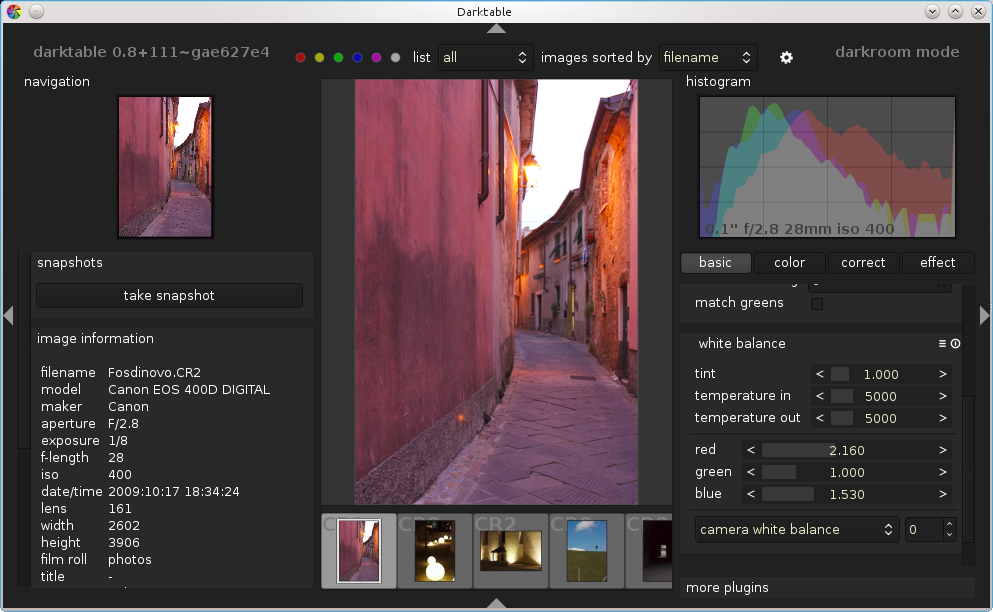 Darktable
darktable 0.8+111~gae627e4
list all images sorted by filename
darkroom mode
navigation
histogram
0.1" f/2.8 28mm iso 400
snapshots
take snapshot
basic color correct effect
match greens
image information
white balance
filename Fosdinovo.CR2
model Canon EOS 400D DIGITAL
maker Canon
aperture F/2.8
exposure 1/8
f-length 28
iso 400
date/time 2009:10:17 18:34:24
lens 161
width 2602
height 3906
film roll photos
title -
tint < 1.000 >
temperature in < 5000 >
temperature out < 5000 >
red < 2.160 >
green < 1.000 >
blue < 1.530 >
camera white balance 0
CR2
more plugins